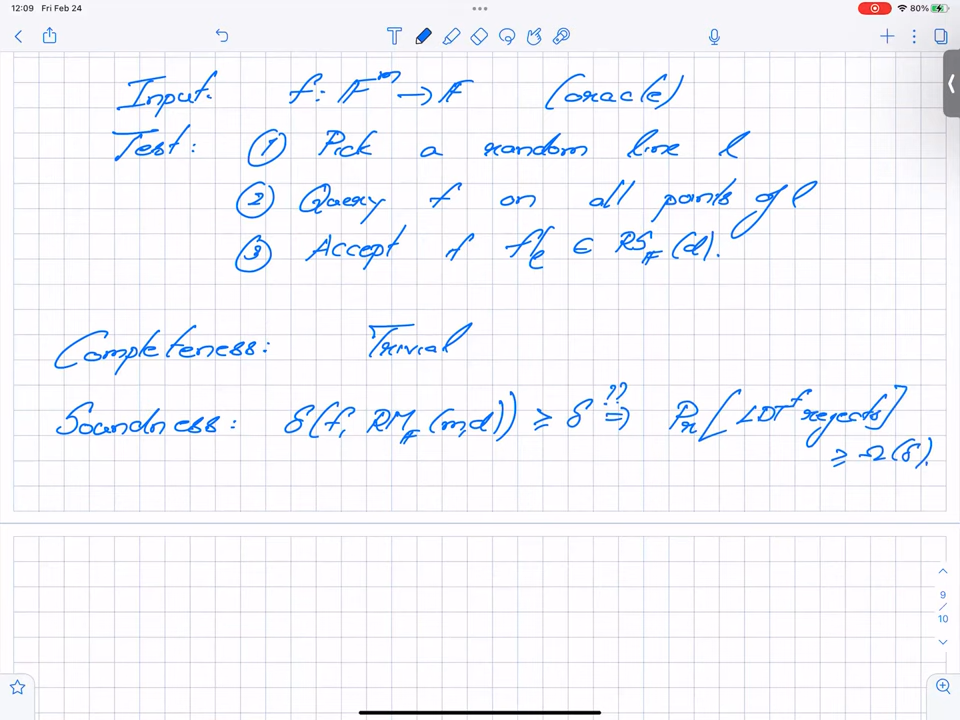 12:09 Fri Feb 24 80%
Input: f: 𝔽^m → 𝔽 (oracle)
Test: ① Pick a random line l
② Query f on all points of l
③ Accept if f|_l ∈ RS_𝔽(d).
Completeness: Trivial
Soundness: δ(f, RM_𝔽(m,d)) ≥ δ ⇒?? Pr[LDT^f rejects]
≥ Ω(δ).
9
/
10